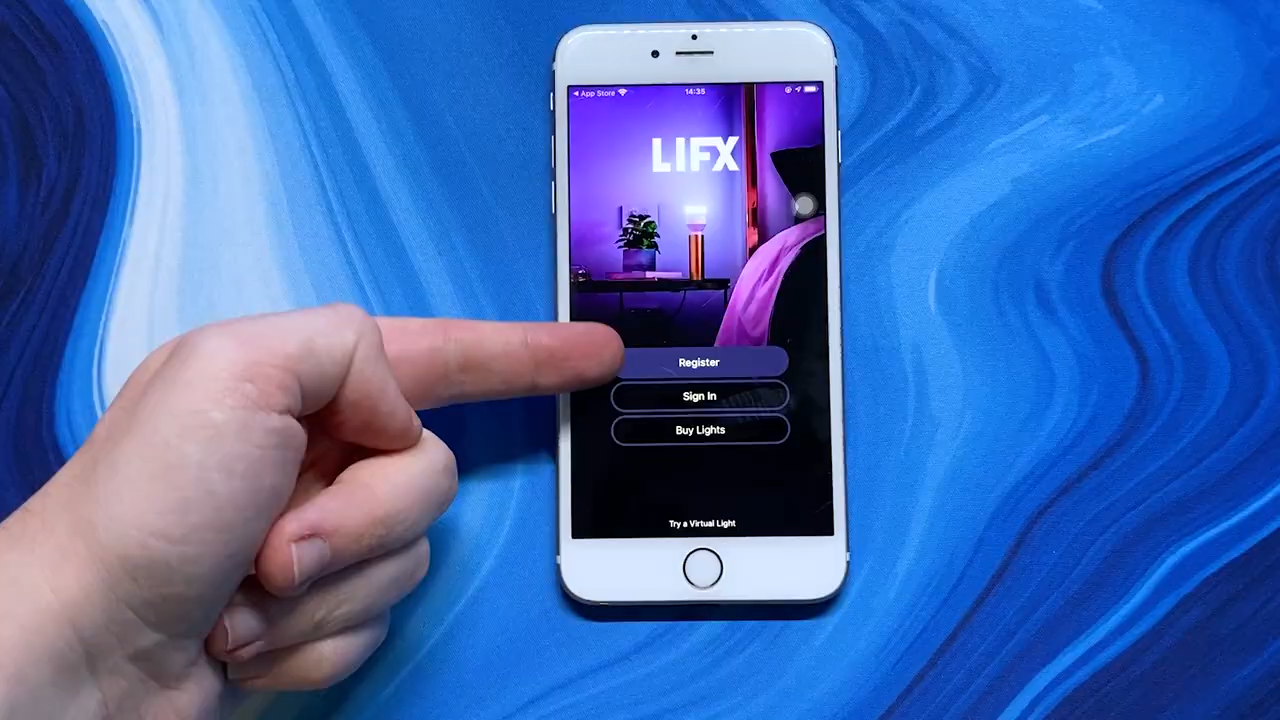 App Store
14:35
LIFX
Register
Sign In
Buy Lights
Try a Virtual Light